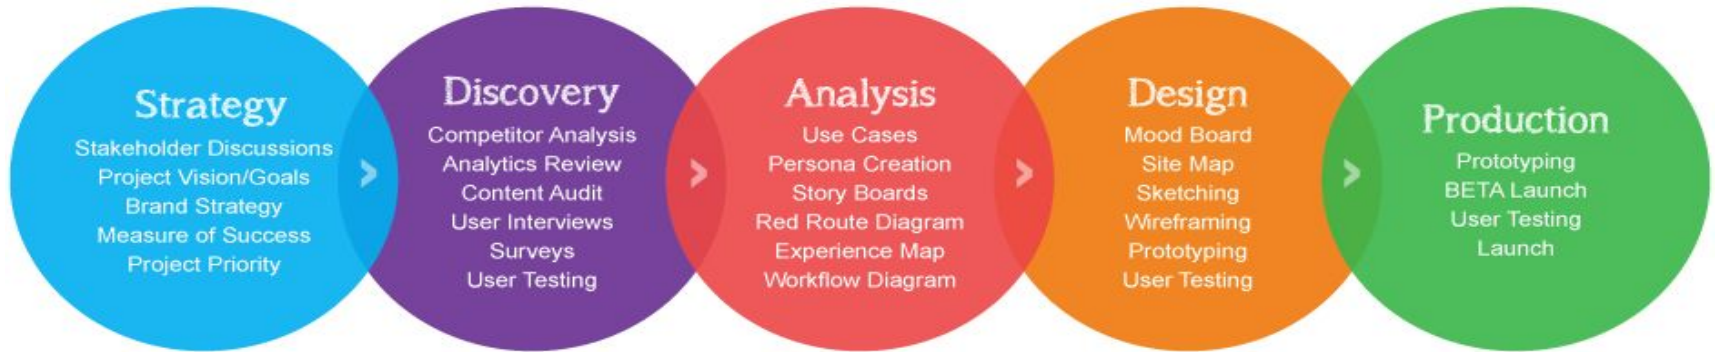 Strategy
Stakeholder Discussions
Project Vision/Goals
Brand Strategy
Measure of Success
Project Priority
Discovery
Competitor Analysis
Analytics Review
Content Audit
User Interviews
Surveys
User Testing
Analysis
Use Cases
Persona Creation
Story Boards
Red Route Diagram
Experience Map
Workflow Diagram
Design
Mood Board
Site Map
Sketching
Wireframing
Prototyping
User Testing
Production
Prototyping
BETA Launch
User Testing
Launch